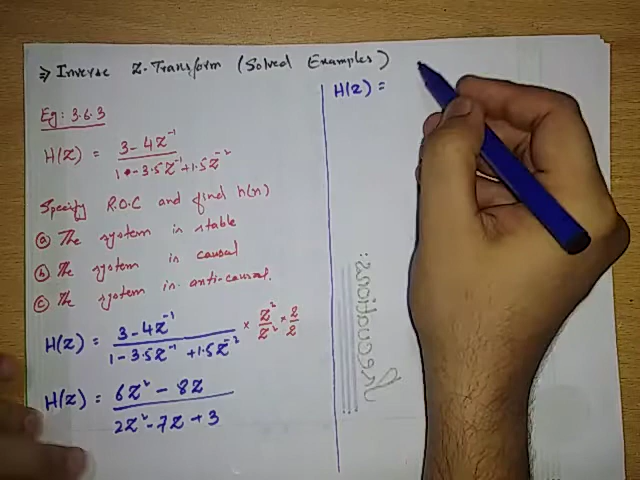 ⇒ Inverse Z-Transform (Solved Examples)
Eg: 3.6.3
H(z) = (3 - 4z⁻¹) / (1 - 3.5z⁻¹ + 1.5z⁻²)
Specify R.O.C and find h(n)
(a) The system is stable
(b) The system is causal
(c) The system is anti-causal.
H(z) = (3 - 4z⁻¹) / (1 - 3.5z⁻¹ + 1.5z⁻²) × z²/z² × 2/2
H(z) = (6z² - 8z) / (2z² - 7z + 3)
H(z) =